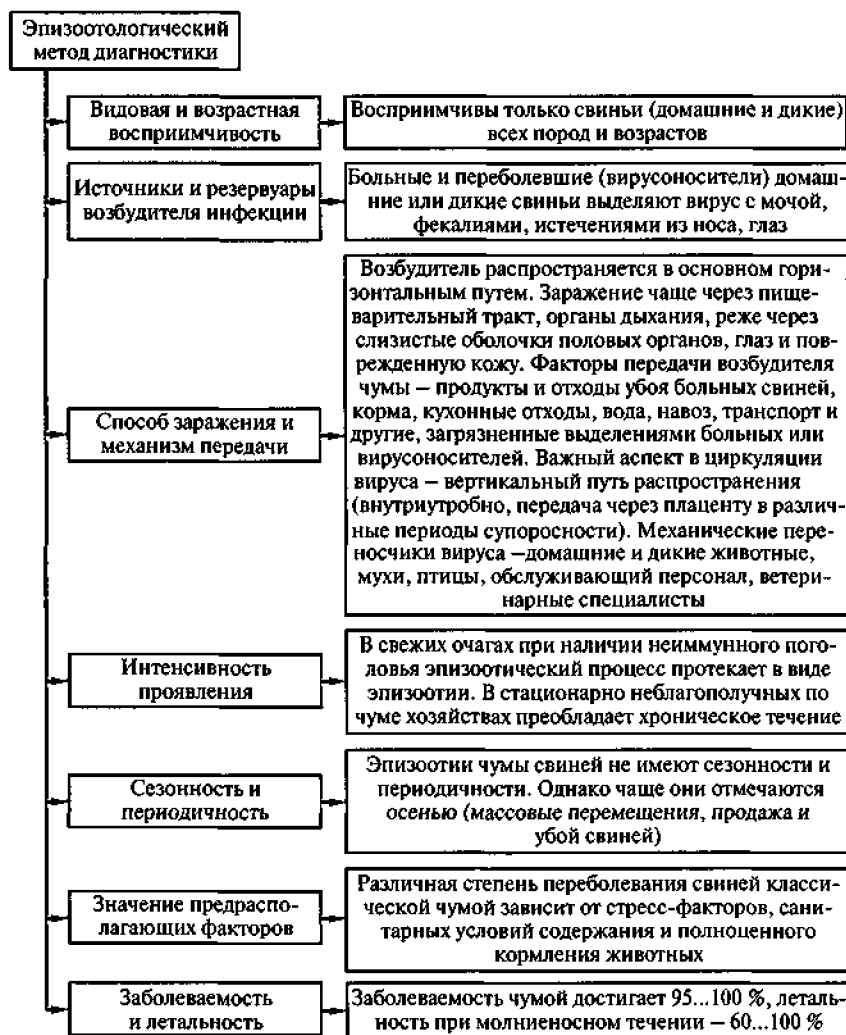 Эпизоотологический
метод диагностики
Видовая и возрастная
восприимчивость
Восприимчивы только свиньи (домашние и дикие)
всех пород и возрастов
Источники и резервуары
возбудителя инфекции
Больные и переболевшие (вирусоносители) домаш-
ние или дикие свиньи выделяют вирус с мочой,
фекалиями, истечениями из носа, глаз
Способ заражения и
механизм передачи
Возбудитель распространяется в основном гори-
зонтальным путем. Заражение чаще через пище-
варительный тракт, органы дыхания, реже через
слизистые оболочки половых органов, глаз и пов-
режденную кожу. Факторы передачи возбудителя
чумы – продукты и отходы убоя больных свиней,
корма, кухонные отходы, вода, навоз, транспорт и
другие, загрязненные выделениями больных или
вирусоносителей. Важный аспект в циркуляции
вируса – вертикальный путь распространения
(внутриутробно, передача через плаценту в различ-
ные периоды супоросности). Механические пере-
носчики вируса –домашние и дикие животные,
мухи, птицы, обслуживающий персонал, ветери-
нарные специалисты
Интенсивность
проявления
В свежих очагах при наличии неиммунного пого-
ловья эпизоотический процесс протекает в виде
эпизоотии. В стационарно неблагополучных по
чуме хозяйствах преобладает хроническое течение
Сезонность и
периодичность
Эпизоотии чумы свиней не имеют сезонности и
периодичности. Однако чаще они отмечаются
осенью (массовые перемещения, продажа и
убой свиней)
Значение предраспо-
лагающих факторов
Различная степень переболевания свиней класси-
ческой чумой зависит от стресс-факторов, сани-
тарных условий содержания и полноценного
кормления животных
Заболеваемость
и летальность
Заболеваемость чумой достигает 95...100 %, леталь-
ность при молниеносном течении – 60...100 %